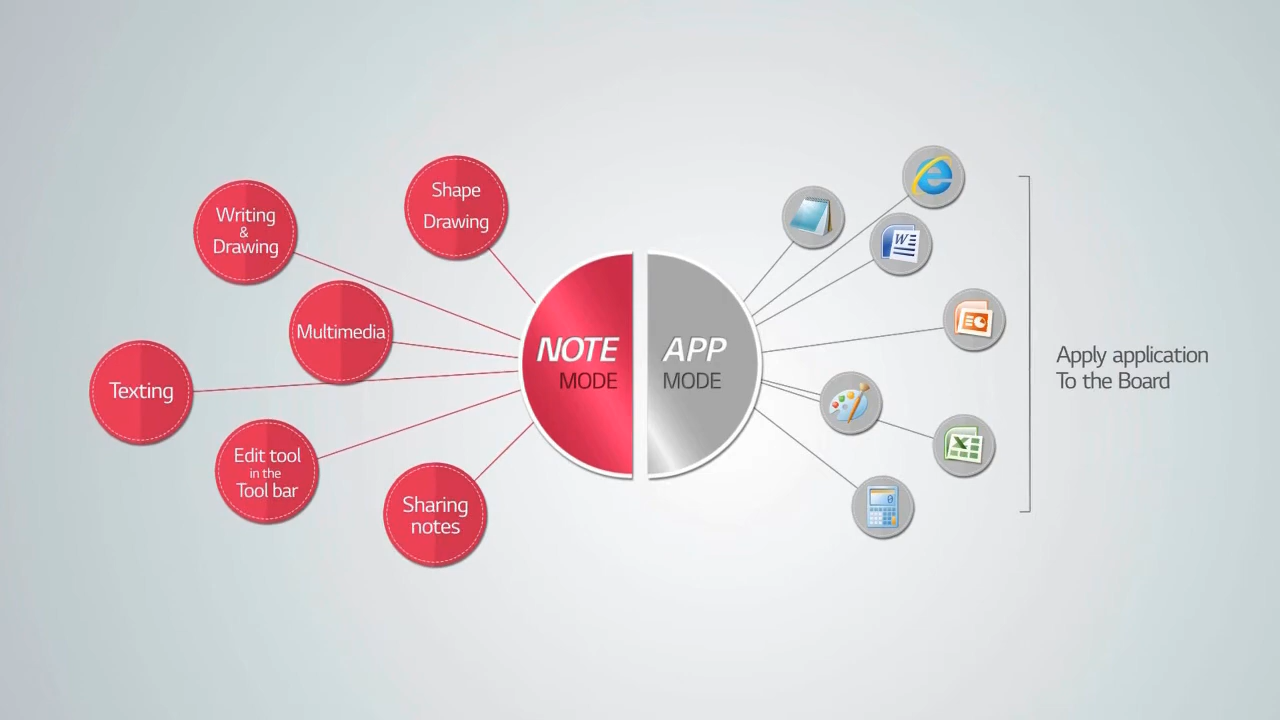 Shape
Drawing
Writing
&
Drawing
Multimedia
Texting
Edit tool
in the
Tool bar
Sharing
notes
NOTE
MODE
APP
MODE
W
0
Apply application
To the Board